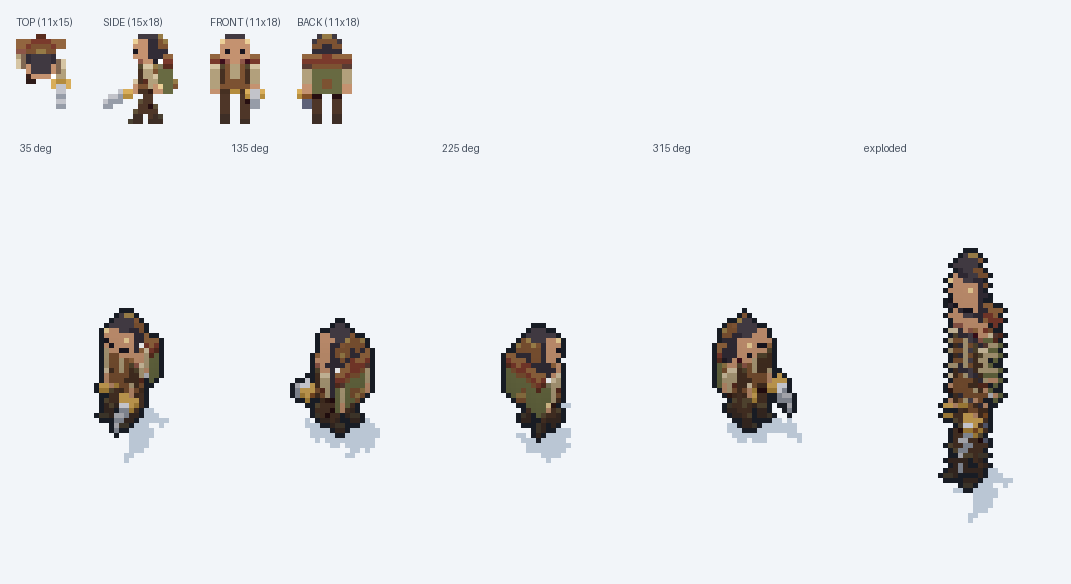 TOP (11x15)
SIDE (15x18)
FRONT (11x18)
BACK (11x18)
35 deg
135 deg
225 deg
315 deg
exploded